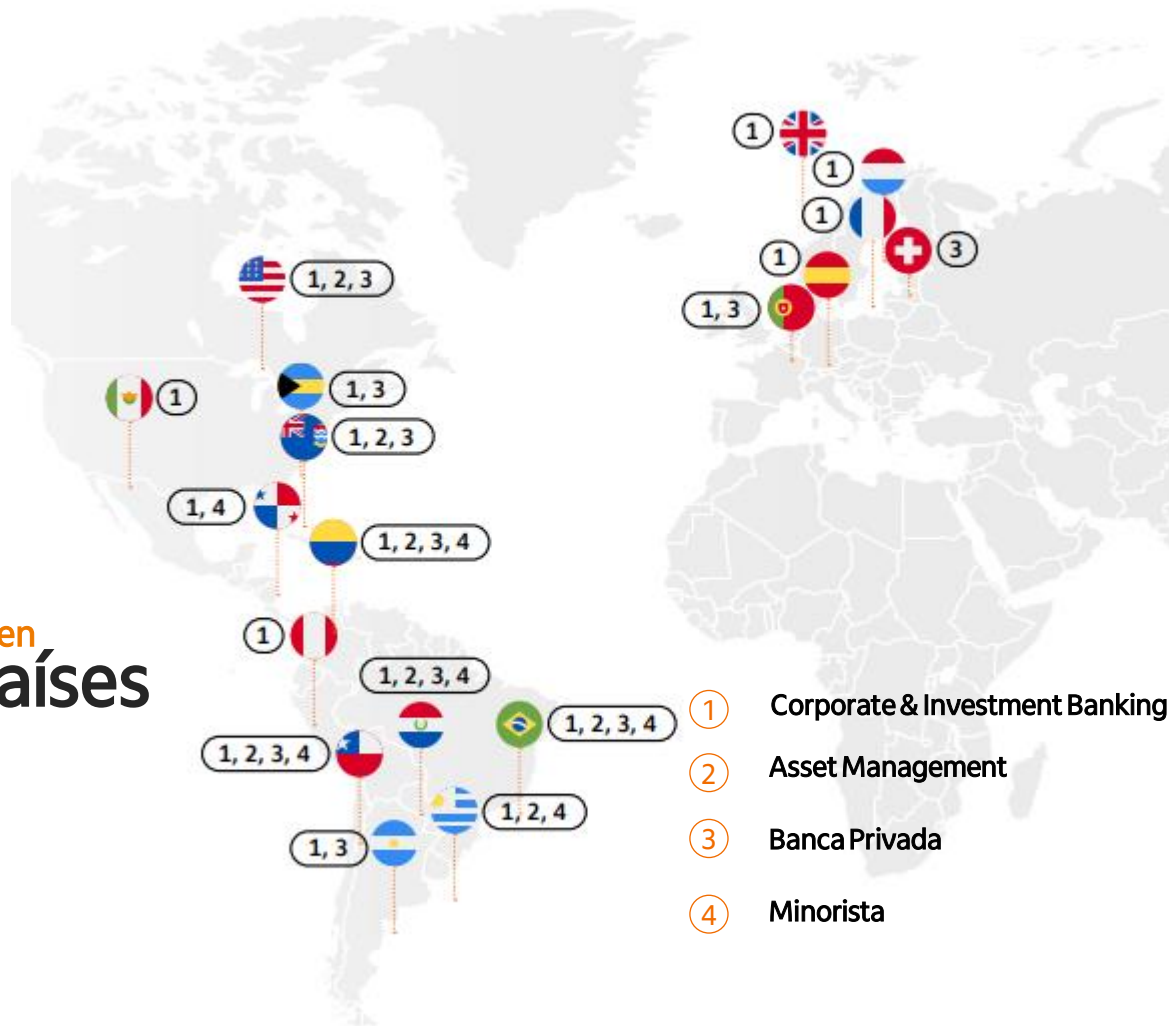 1
1
1
1, 2, 3
3
1
1, 3
1
1, 3
1, 2, 3
1, 4
1, 2, 3, 4
en
aíses
1
1, 2, 3, 4
1, 2, 3, 4
1, 2, 3, 4
1, 2, 4
1, 3
1 Corporate & Investment Banking
2 Asset Management
3 Banca Privada
4 Minorista